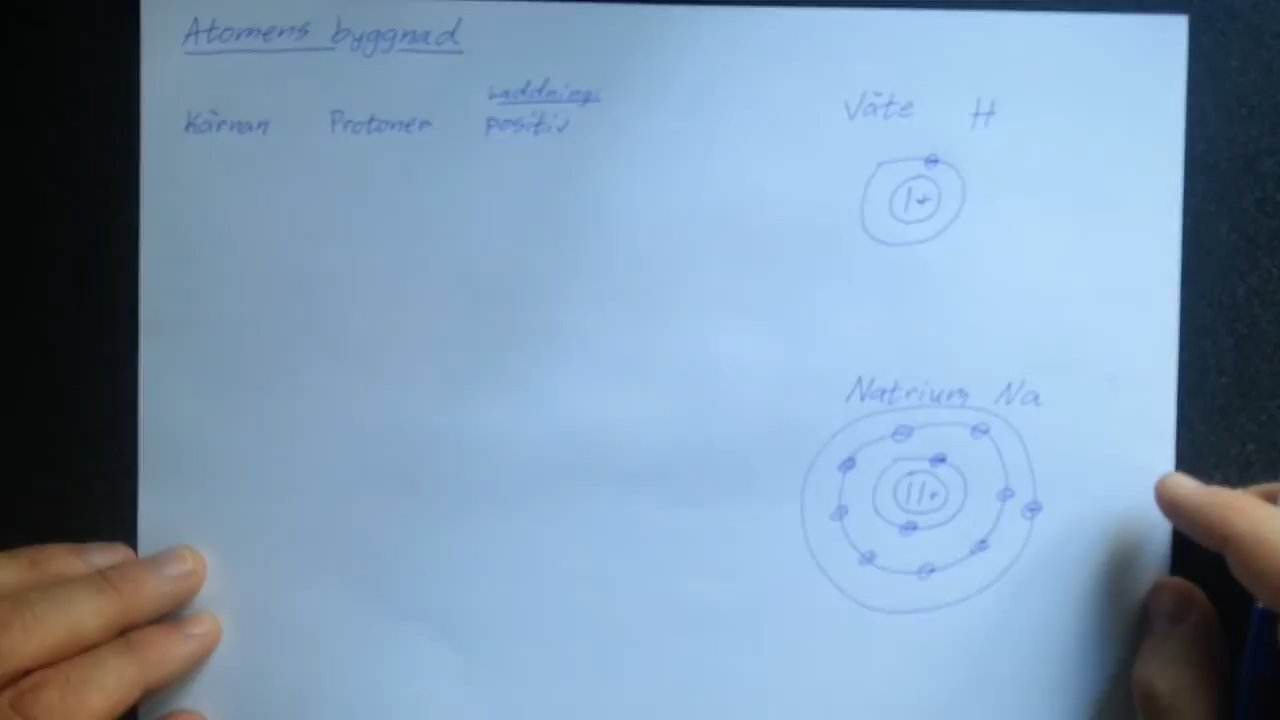 Atomens byggnad
Laddning:
Kärnan Protoner positiv
Väte H
1+
Natrium Na
11+